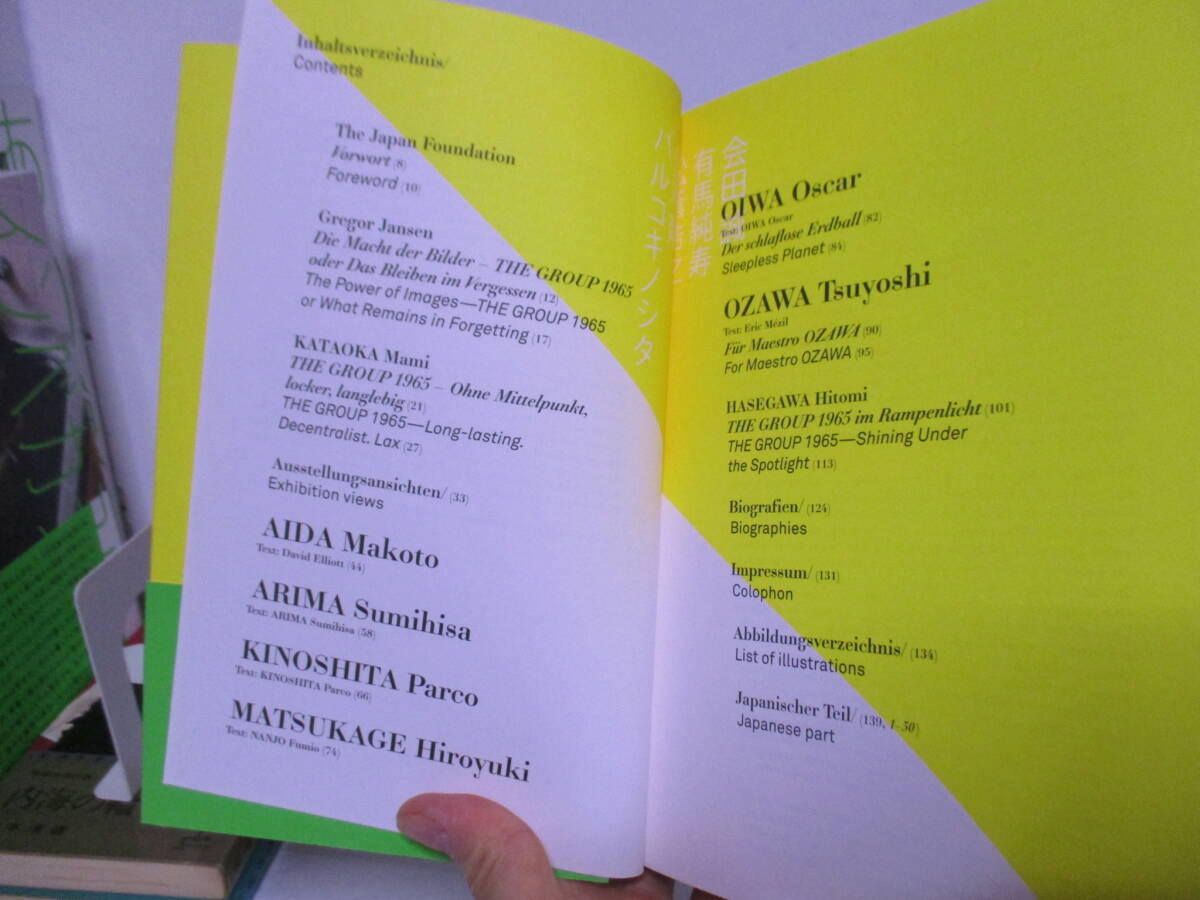 Inhaltsverzeichnis/
Contents
The Japan Foundation
Vorwort (8)
Foreword (10)
Gregor Jansen
Die Macht der Bilder – THE GROUP 1965
oder Das Bleiben im Vergessen (12)
The Power of Images—THE GROUP 1965
or What Remains in Forgetting (17)
KATAOKA Mami
THE GROUP 1965 – Ohne Mittelpunkt,
locker, langlebig (21)
THE GROUP 1965—Long-lasting.
Decentralist. Lax (27)
Ausstellungsansichten/ (33)
Exhibition views
AIDA Makoto
Text: David Elliott (44)
ARIMA Sumihisa
Text: ARIMA Sumihisa (58)
KINOSHITA Parco
Text: KINOSHITA Parco (66)
MATSUKAGE Hiroyuki
Text: NANJO Fumio (74)
パルコキノシタ
有馬純寿
会田
OIWA Oscar
Text: OIWA Oscar
Der schlaflose Erdball (82)
Sleepless Planet (84)
OZAWA Tsuyoshi
Text: Eric Mézil
Für Maestro OZAWA (90)
For Maestro OZAWA (95)
HASEGAWA Hitomi
THE GROUP 1965 im Rampenlicht (101)
THE GROUP 1965—Shining Under
the Spotlight (113)
Biografien/ (124)
Biographies
Impressum/ (131)
Colophon
Abbildungsverzeichnis/ (134)
List of illustrations
Japanischer Teil/ (139, 1–50)
Japanese part